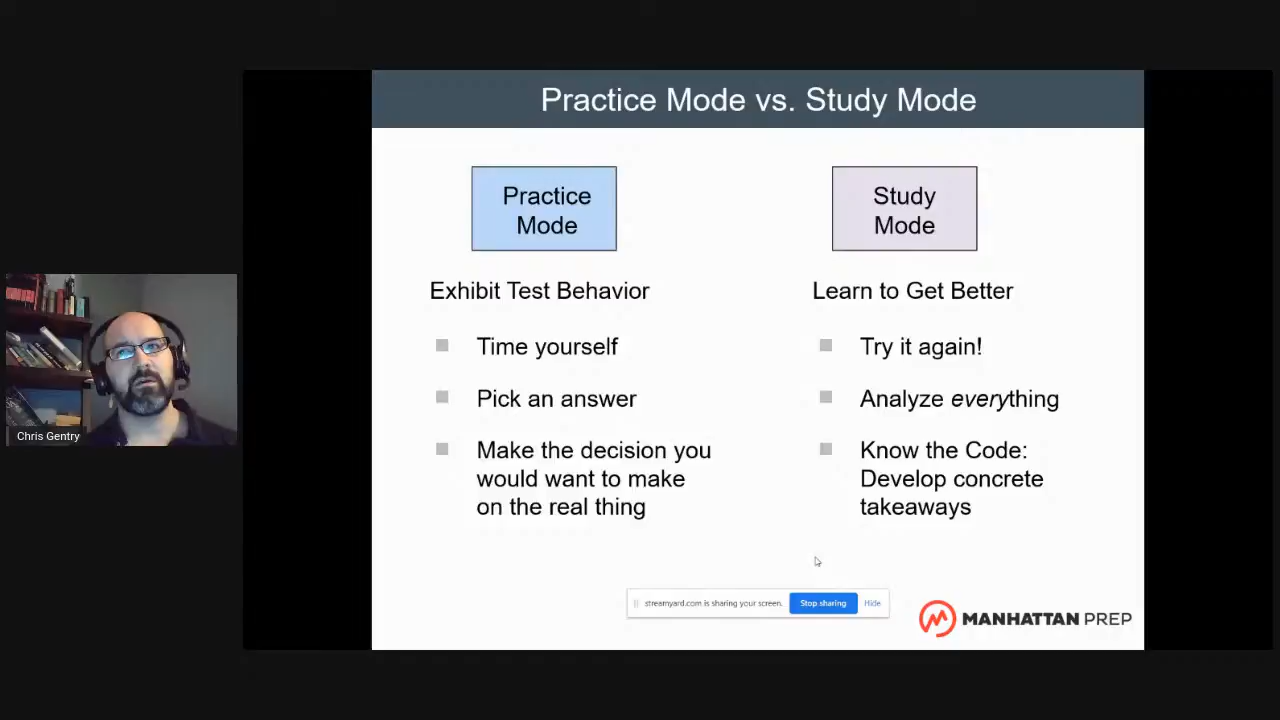 Practice Mode vs. Study Mode
Practice
Mode
Exhibit Test Behavior
Time yourself
Pick an answer
Make the decision you
would want to make
on the real thing
Study
Mode
Learn to Get Better
Try it again!
Analyze everything
Know the Code:
Develop concrete
takeaways
Chris Gentry
streamyard.com is sharing your screen.
Stop sharing
Hide
MANHATTAN PREP